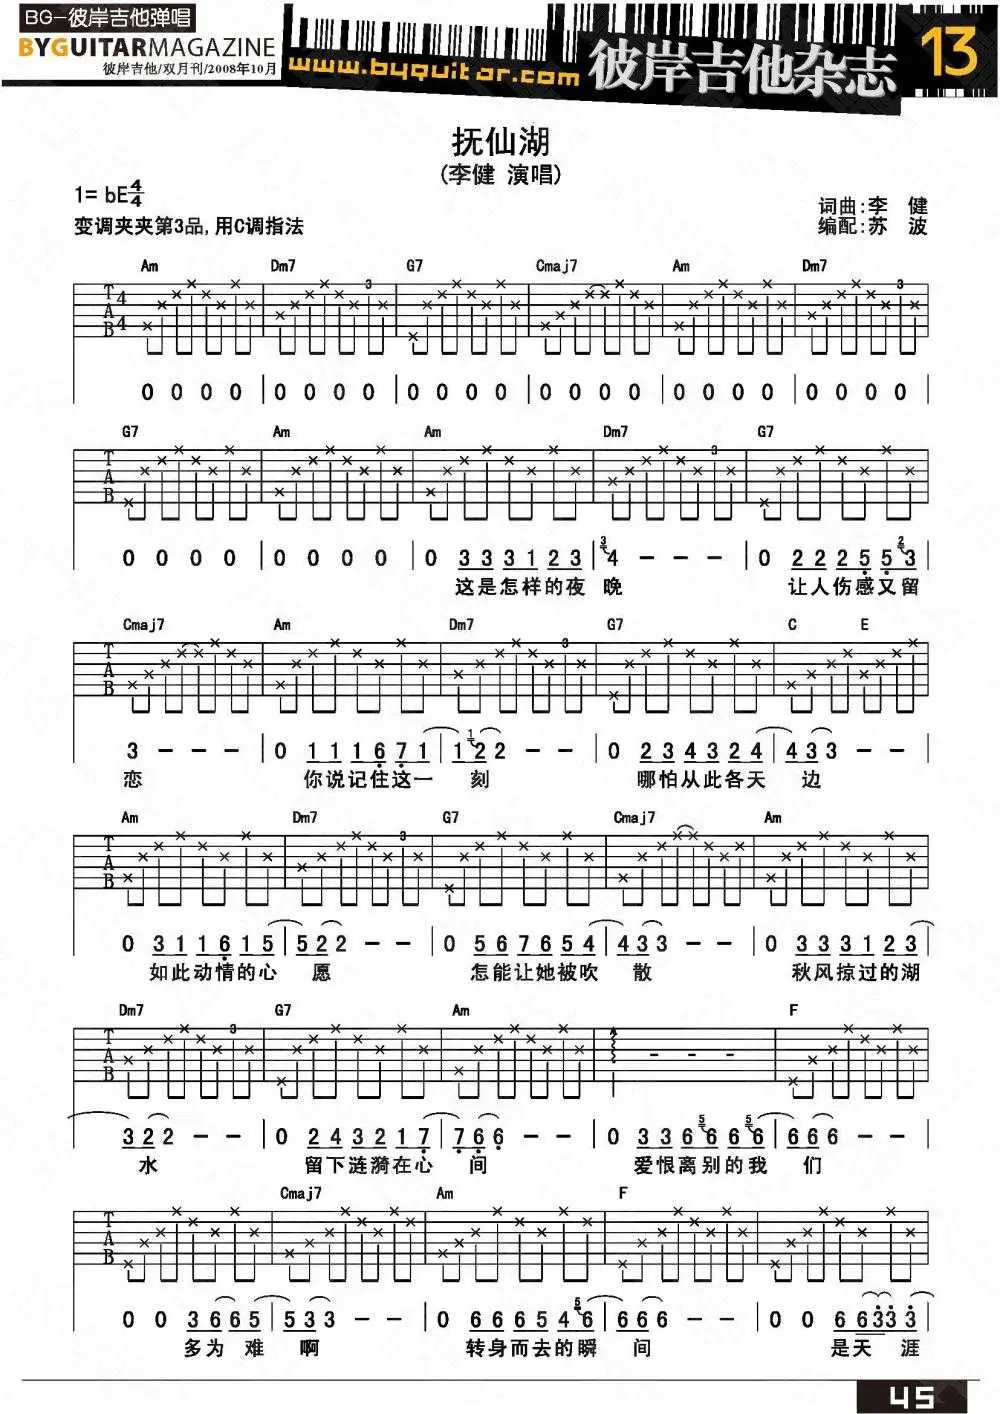 BG-彼岸吉他弹唱
BYGUITARMAGAZINE
彼岸吉他/双月刊/2008年10月
www.byguitar.com
彼岸吉他杂志
13
抚仙湖
(李健 演唱)
1= bE 4/4
变调夹夹第3品,用C调指法
词曲:李 健
编配:苏 波
Am Dm7 G7 Cmaj7 Am Dm7
3 3
T A B 4 4
0 0 0 0 | 0 0 0 0 | 0 0 0 0 | 0 0 0 0 | 0 0 0 0 | 0 0 0 0
G7 Am Am Dm7 G7
3
T A B
0 0 0 0 | 0 0 0 0 | 0 3 3 3 1 2 3 | 3 4 - - - | 0 2 2 2 5 5 2 3
这是怎样的夜 晚 让人伤感又留
Cmaj7 Am Dm7 G7 C E
3
T A B
3 - - - | 0 1 1 1 6 7 1 | 1 1 2 2 - - | 0 2 3 4 3 2 4 | 4 3 3 - -
恋 你说记住这一 刻 哪怕从此各天 边
Am Dm7 G7 Cmaj7 Am
3
T A B
0 3 1 1 6 1 5 | 5 2 2 - - | 0 5 6 7 6 5 4 | 4 3 3 - - | 0 3 3 3 1 2 3
如此动情的心 愿 怎能让她被吹 散 秋风掠过的湖
Dm7 G7 Am F
3
T A B - - -
3 2 2 - - | 0 2 4 3 2 1 7 | 7 6 6 - - | 0 3 3 6 5 6 6 5 6 | 6 6 6 - -
水 留下涟漪在心 间 爱恨离别的我 们
Cmaj7 Am F
T A B
0 0 3 6 6 5 | 5 3 3 - - | 0 6 6 6 5 4 5 6 | 6 6 6 - - | 0 0 6 6 3 3 3
多为 难 啊 转身而去的瞬 间 是天 涯
45